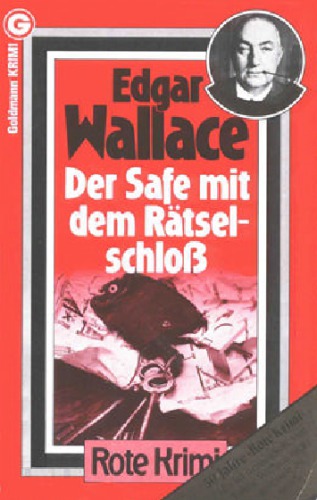 G
Goldmann KRIMI
Edgar
Wallace
Der Safe mit
dem Rätsel-
schloß
Rote Krimi